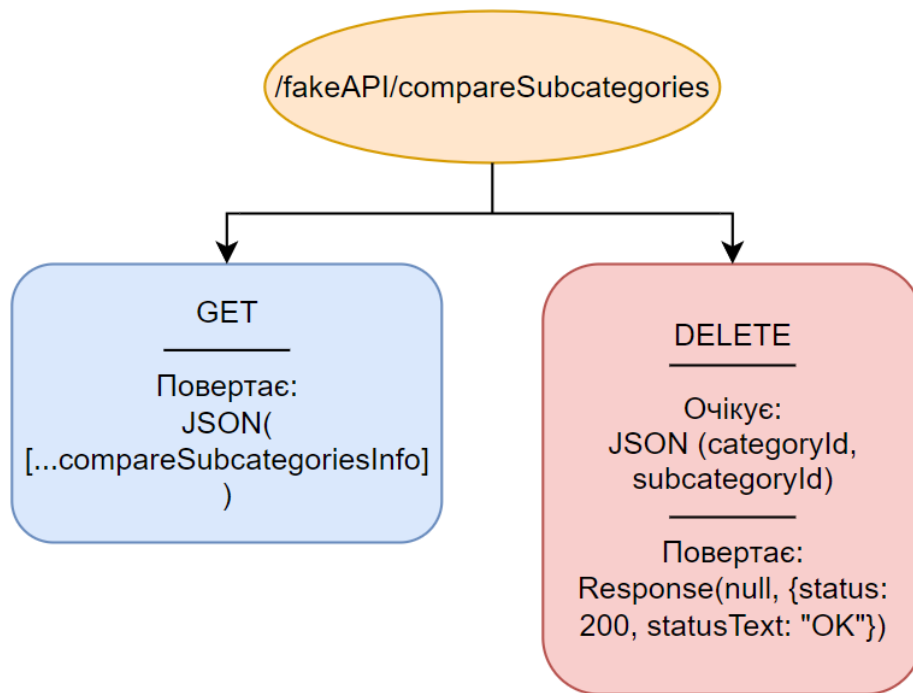 /fakeAPI/compareSubcategories
GET
Повертає:
JSON(
[...compareSubcategoriesInfo]
)
DELETE
Очікує:
JSON (categoryId,
subcategoryId)
Повертає:
Response(null, {status:
200, statusText: "OK"})